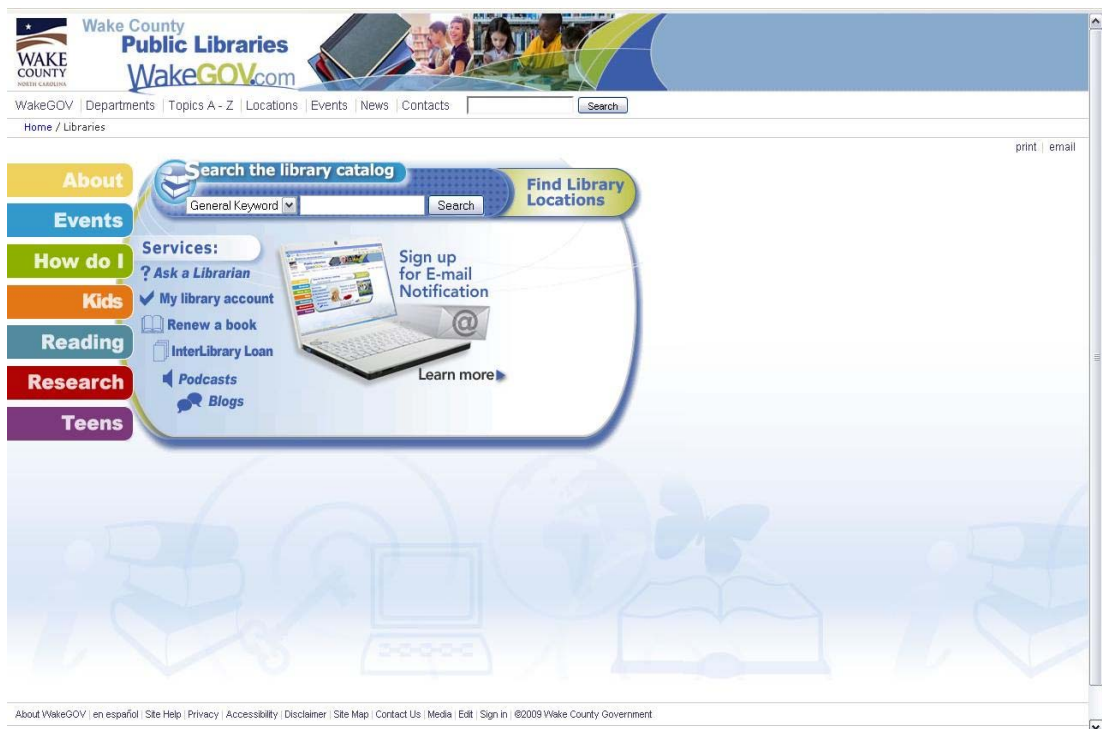 Wake County
Public Libraries
WakeGOV.com
WAKE
COUNTY
NORTH CAROLINA
WakeGOV | Departments | Topics A - Z | Locations | Events | News | Contacts Search
Home / Libraries
print | email
Search the library catalog
General Keyword Search
Find Library
Locations
About
Events
How do I
Kids
Reading
Research
Teens
Services:
? Ask a Librarian
My library account
Renew a book
InterLibrary Loan
Podcasts
Blogs
Sign up
for E-mail
Notification
@
Learn more
About WakeGOV | en español | Site Help | Privacy | Accessibility | Disclaimer | Site Map | Contact Us | Media | Edit | Sign in | ©2009 Wake County Government